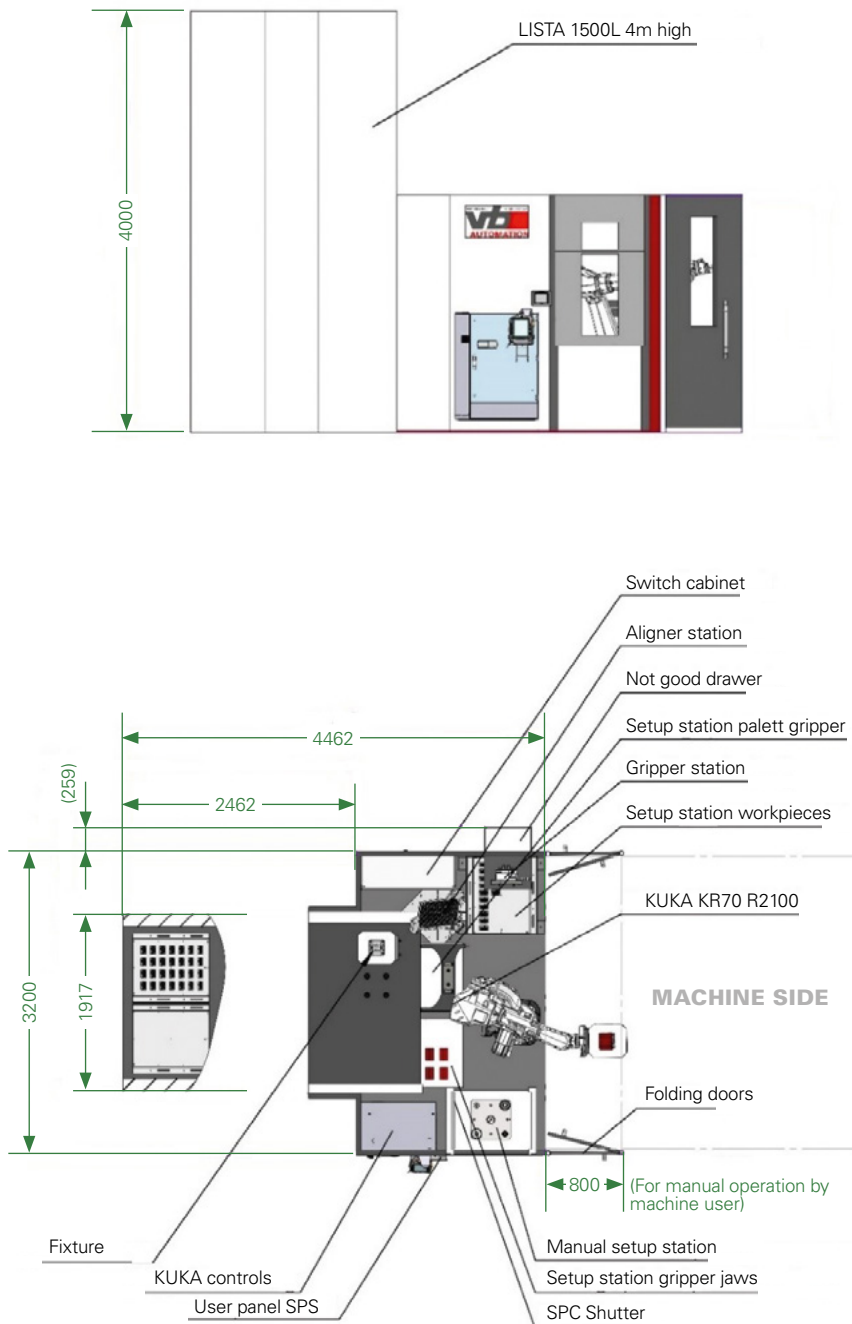 LISTA 1500L 4m high
4000
vb
AUTOMATION
Switch cabinet
Aligner station
Not good drawer
Setup station palett gripper
Gripper station
Setup station workpieces
KUKA KR70 R2100
4462
(259)
2462
3200
1917
MACHINE SIDE
Folding doors
800
(For manual operation by
machine user)
Fixture
KUKA controls
User panel SPS
Manual setup station
Setup station gripper jaws
SPC Shutter